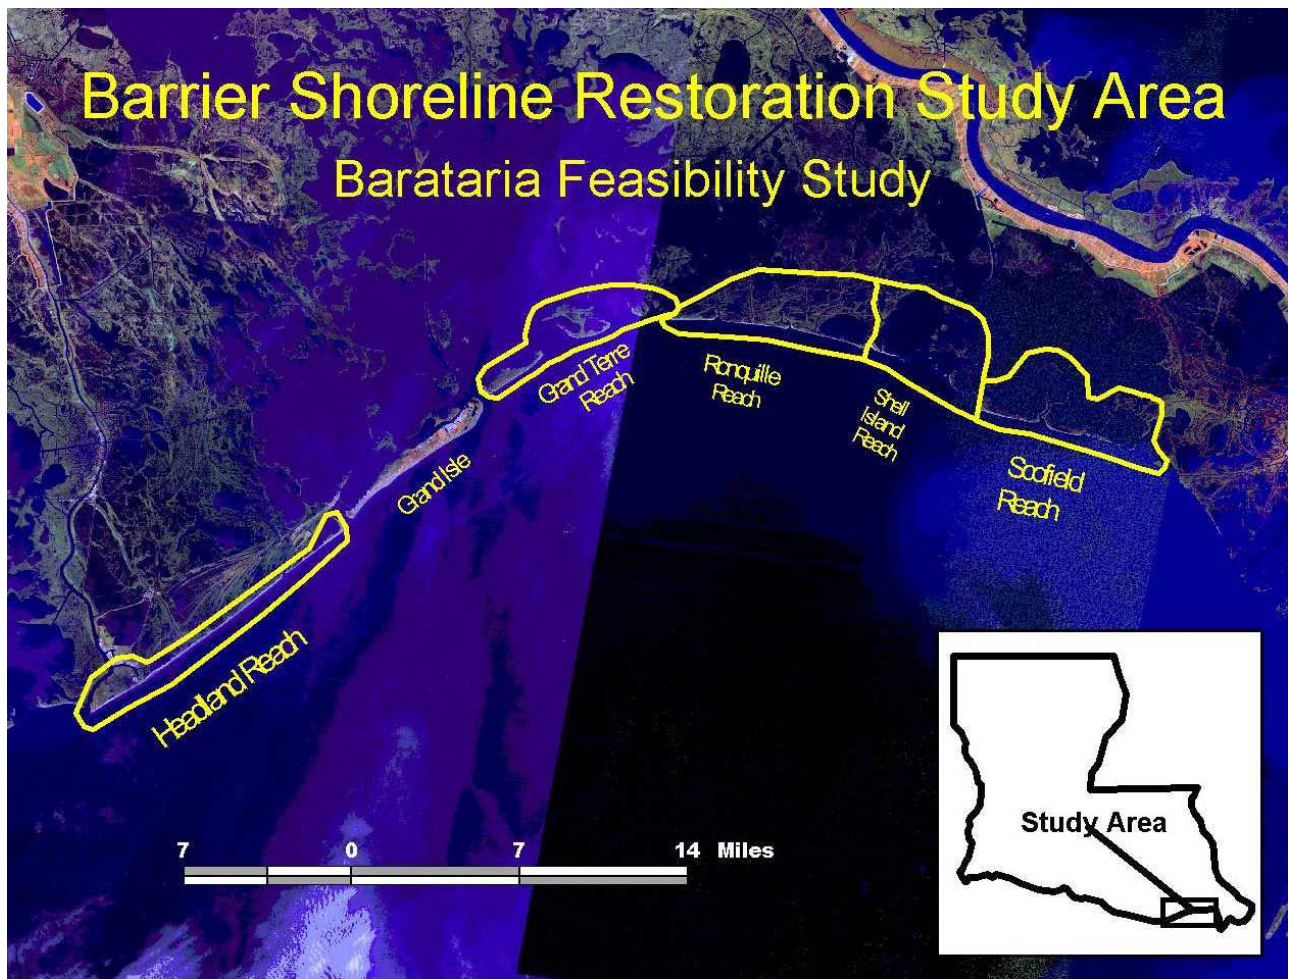 Barrier Shoreline Restoration Study Area
Barataria Feasibility Study
Grand Terre
Reach
Ronquille
Reach
Shell
Island
Reach
Scofield
Reach
Grand Isle
Headland Reach
Study Area
7 0 7 14 Miles